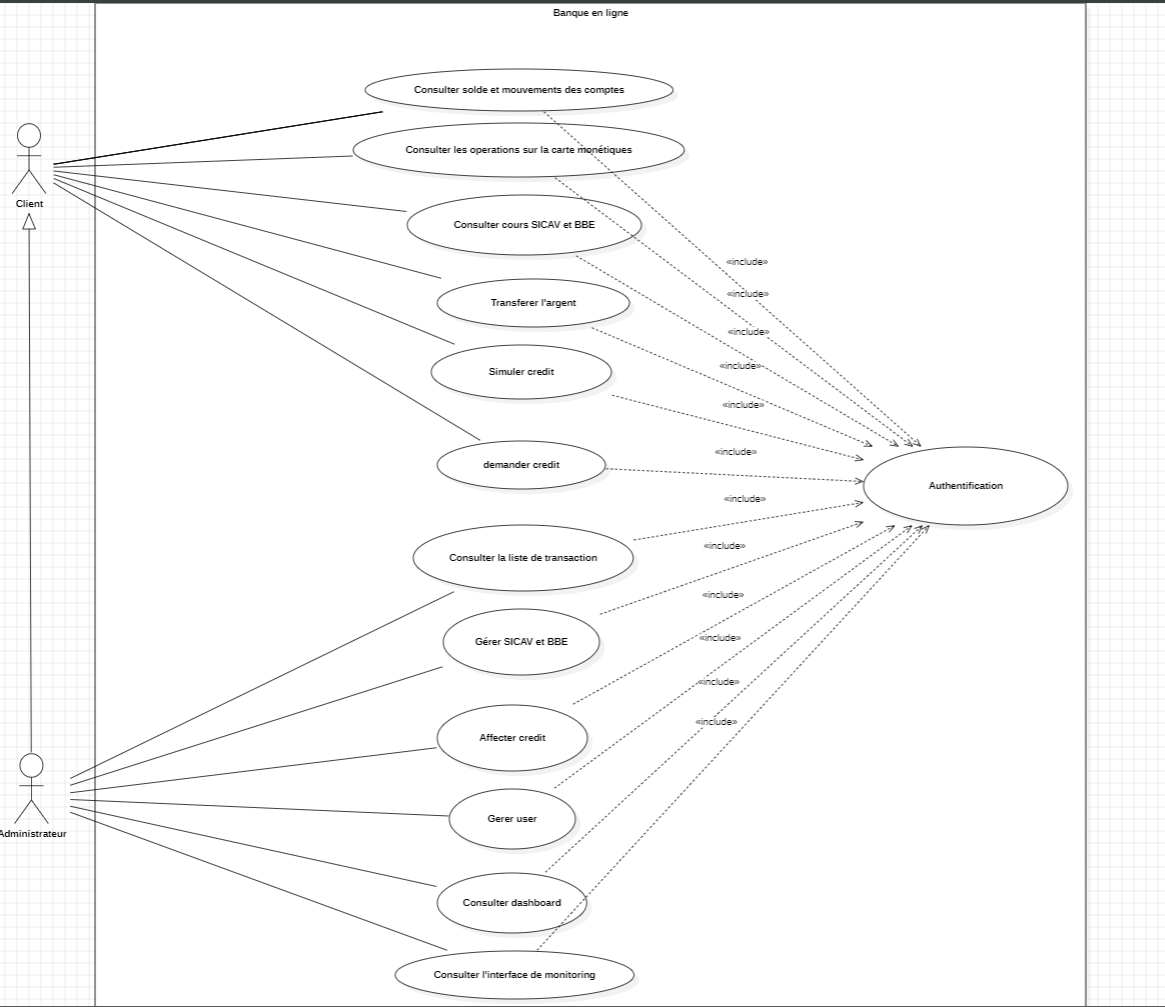 Banque en ligne
Consulter solde et mouvements des comptes
Consulter les operations sur la carte monétiques
Client
Consulter cours SICAV et BBE
«include»
«include»
Transferer l'argent
«include»
«include»
Simuler credit
«include»
«include»
demander credit
Authentification
«include»
«include»
Consulter la liste de transaction
«include»
«include»
Gérer SICAV et BBE
«include»
«include»
Affecter credit
Gerer user
Administrateur
Consulter dashboard
Consulter l'interface de monitoring